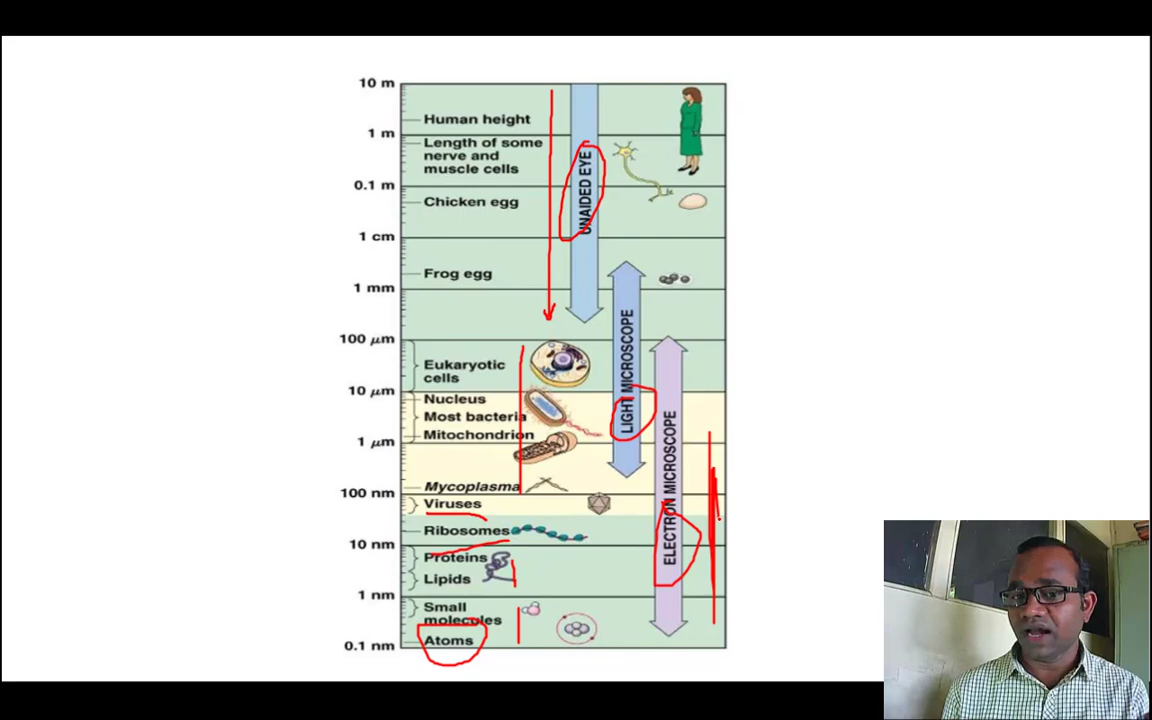 10 m
Human height
1 m
Length of some
nerve and
muscle cells
0.1 m
Chicken egg
1 cm
Frog egg
1 mm
100 µm
Eukaryotic
cells
10 µm
Nucleus
Most bacteria
Mitochondrion
1 µm
Mycoplasma
100 nm
Viruses
Ribosomes
10 nm
Proteins
Lipids
1 nm
Small
molecules
Atoms
0.1 nm
UNAIDED EYE
LIGHT MICROSCOPE
ELECTRON MICROSCOPE